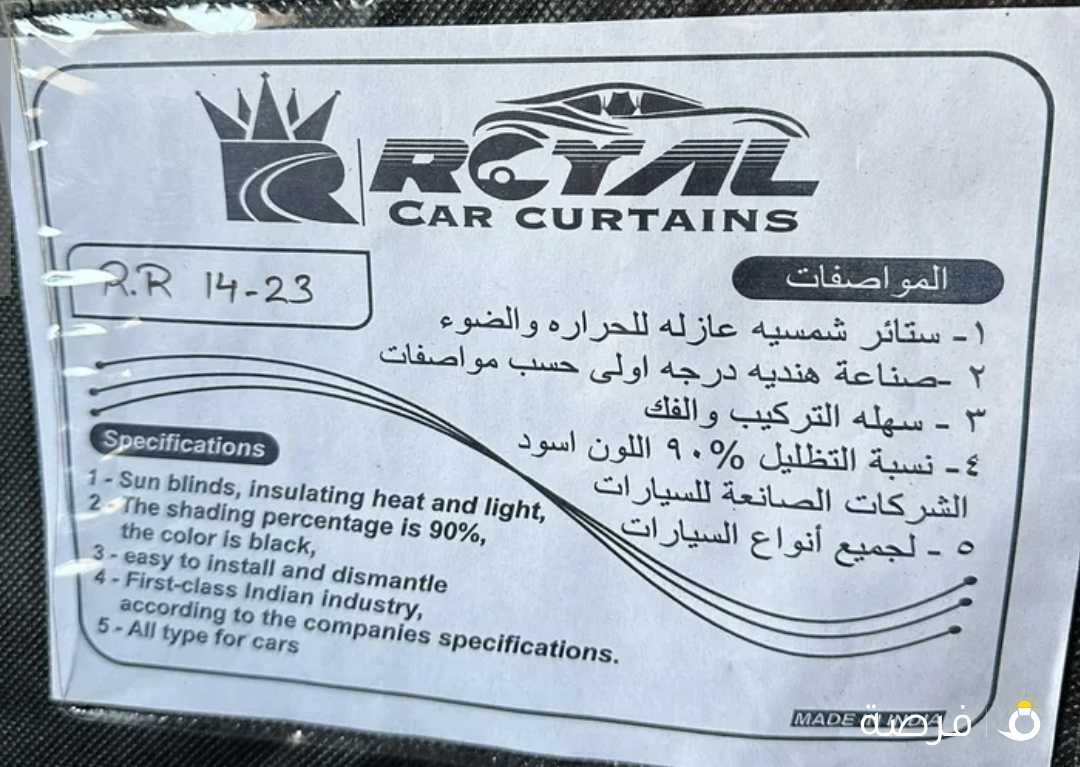 ROYAL
CAR CURTAINS
R.R 14-23
المواصفات
١- ستائر شمسيه عازله للحراره والضوء
٢ -صناعة هنديه درجه اولى حسب مواصفات
٣ - سهله التركيب والفك
٤- نسبة التظليل ٩٠% اللون اسود
الشركات الصانعة للسيارات
٥ - لجميع أنواع السيارات
Specifications
1 - Sun blinds, insulating heat and light,
2 - The shading percentage is 90%,
the color is black,
3 - easy to install and dismantle
4 - First-class Indian industry,
according to the companies specifications.
5 - All type for cars
MADE IN INDIA
فرصة